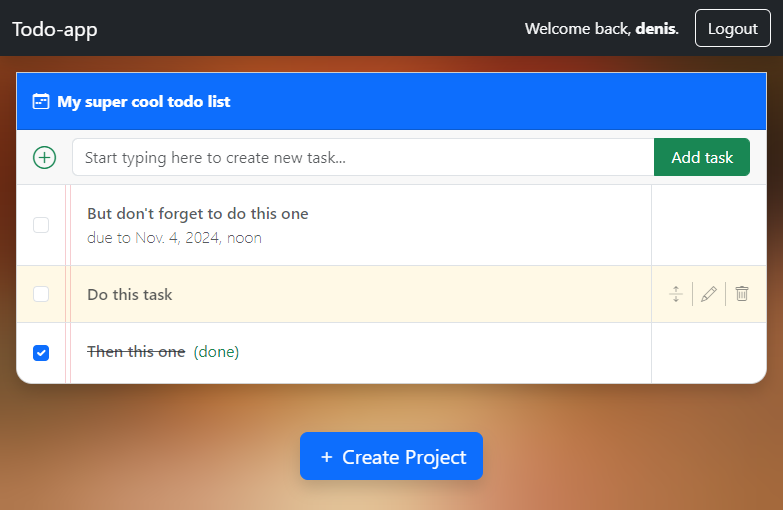 Todo-app
Welcome back, denis.
Logout
My super cool todo list
Start typing here to create new task...
Add task
But don't forget to do this one
due to Nov. 4, 2024, noon
Do this task
Then this one (done)
+ Create Project